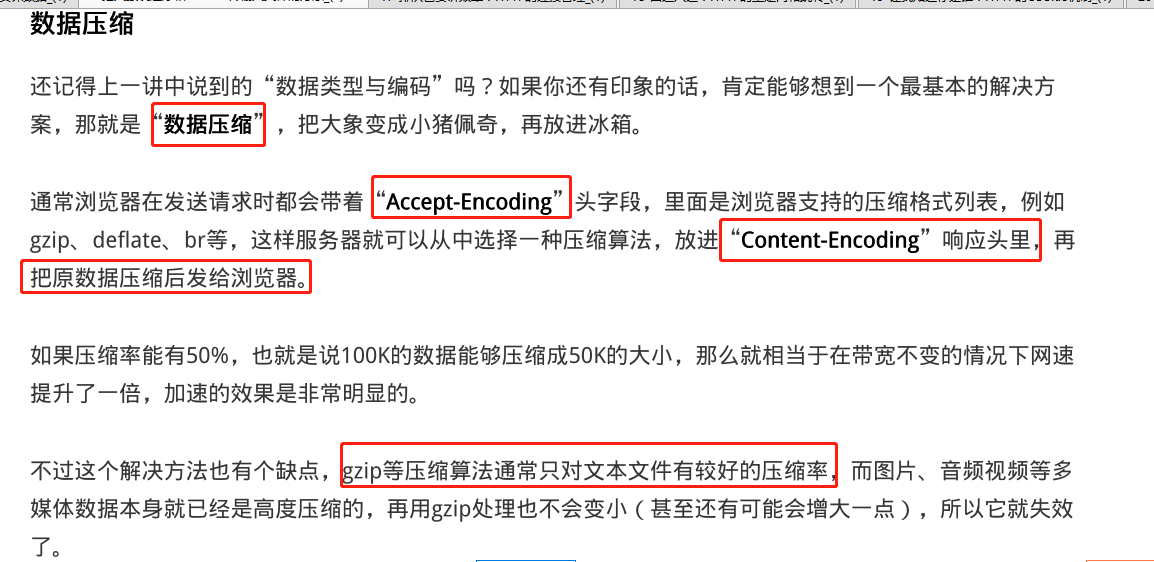 数据压缩
还记得上一讲中说到的“数据类型与编码”吗？如果你还有印象的话，肯定能够想到一个最基本的解决方
案，那就是“数据压缩”，把大象变成小猪佩奇，再放进冰箱。
通常浏览器在发送请求时都会带着“Accept-Encoding”头字段，里面是浏览器支持的压缩格式列表，例如
gzip、deflate、br等，这样服务器就可以从中选择一种压缩算法，放进“Content-Encoding”响应头里，再
把原数据压缩后发给浏览器。
如果压缩率能有50%，也就是说100K的数据能够压缩成50K的大小，那么就相当于在带宽不变的情况下网速
提升了一倍，加速的效果是非常明显的。
不过这个解决方法也有个缺点，gzip等压缩算法通常只对文本文件有较好的压缩率，而图片、音频视频等多
媒体数据本身就已经是高度压缩的，再用gzip处理也不会变小（甚至还有可能会增大一点），所以它就失效
了。